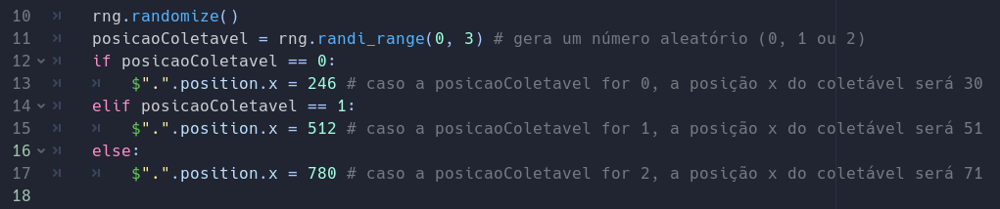 10 rng.randomize()
11 posicaoColetavel = rng.randi_range(0, 3) # gera um número aleatório (0, 1 ou 2)
12 if posicaoColetavel == 0:
13 $".".position.x = 246 # caso a posicaoColetavel for 0, a posição x do coletável será 30
14 elif posicaoColetavel == 1:
15 $".".position.x = 512 # caso a posicaoColetavel for 1, a posição x do coletável será 51
16 else:
17 $".".position.x = 780 # caso a posicaoColetavel for 2, a posição x do coletável será 71
18